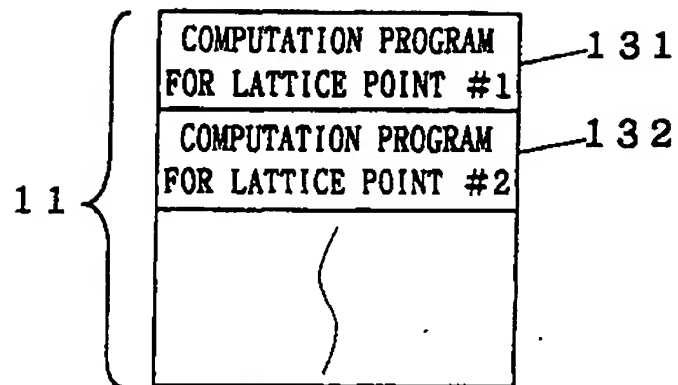 COMPUTATION PROGRAM
FOR LATTICE POINT #1
131
COMPUTATION PROGRAM
FOR LATTICE POINT #2
132
11